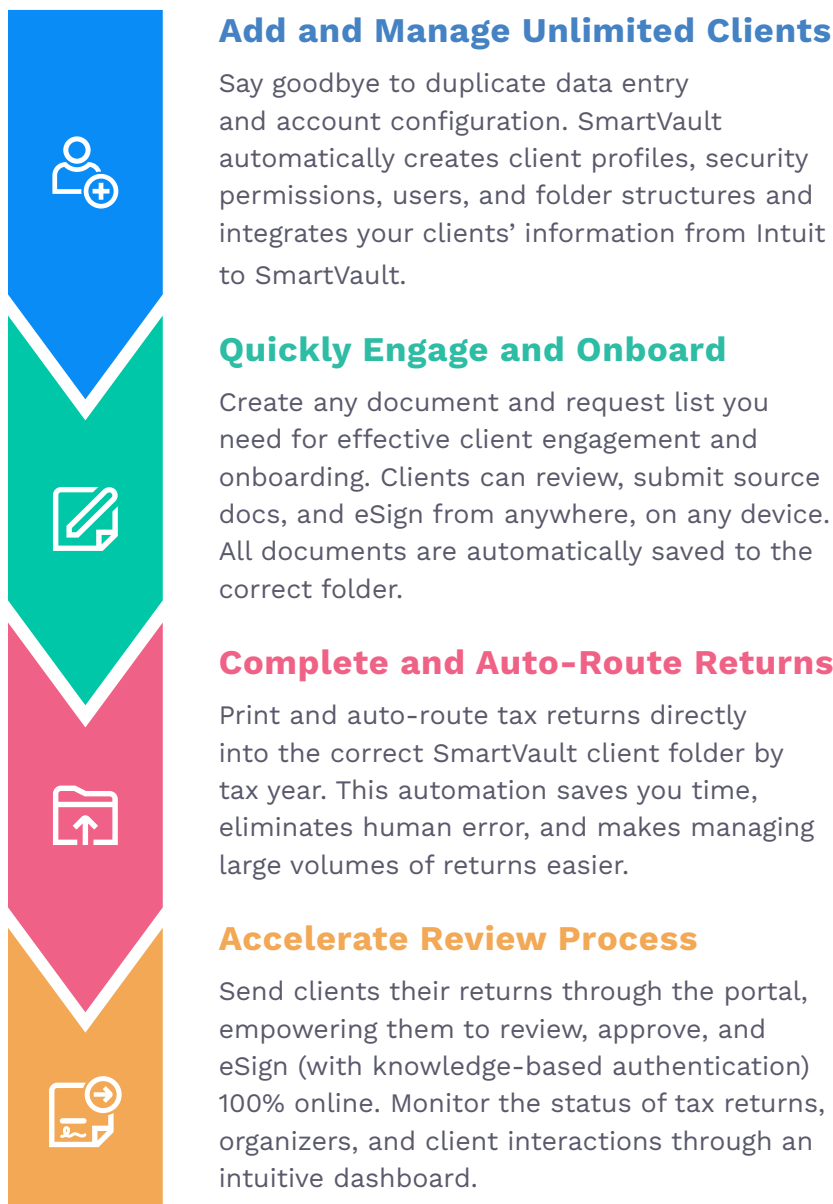 Add and Manage Unlimited Clients
Say goodbye to duplicate data entry
and account configuration. SmartVault
automatically creates client profiles, security
permissions, users, and folder structures and
integrates your clients’ information from Intuit
to SmartVault.
Quickly Engage and Onboard
Create any document and request list you
need for effective client engagement and
onboarding. Clients can review, submit source
docs, and eSign from anywhere, on any device.
All documents are automatically saved to the
correct folder.
Complete and Auto-Route Returns
Print and auto-route tax returns directly
into the correct SmartVault client folder by
tax year. This automation saves you time,
eliminates human error, and makes managing
large volumes of returns easier.
Accelerate Review Process
Send clients their returns through the portal,
empowering them to review, approve, and
eSign (with knowledge-based authentication)
100% online. Monitor the status of tax returns,
organizers, and client interactions through an
intuitive dashboard.